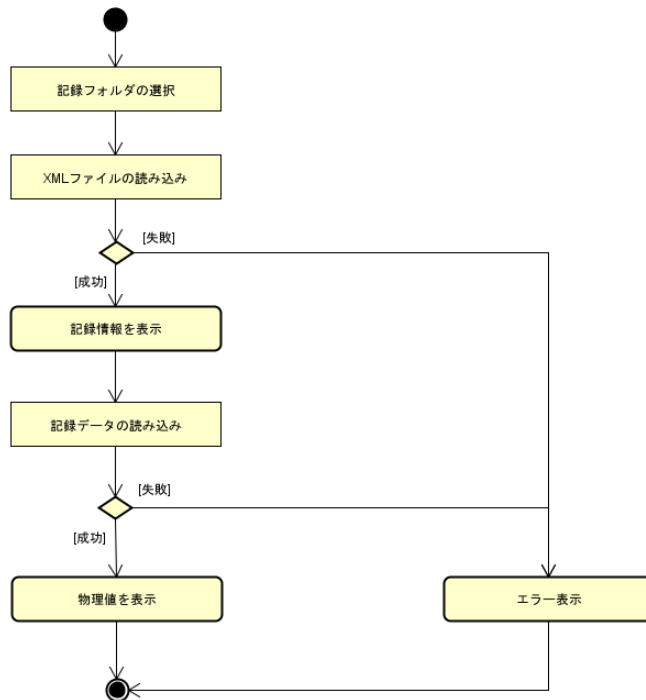 記録フォルダの選択
XMLファイルの読み込み
[失敗]
[成功]
記録情報を表示
記録データの読み込み
[失敗]
[成功]
物理値を表示
エラー表示